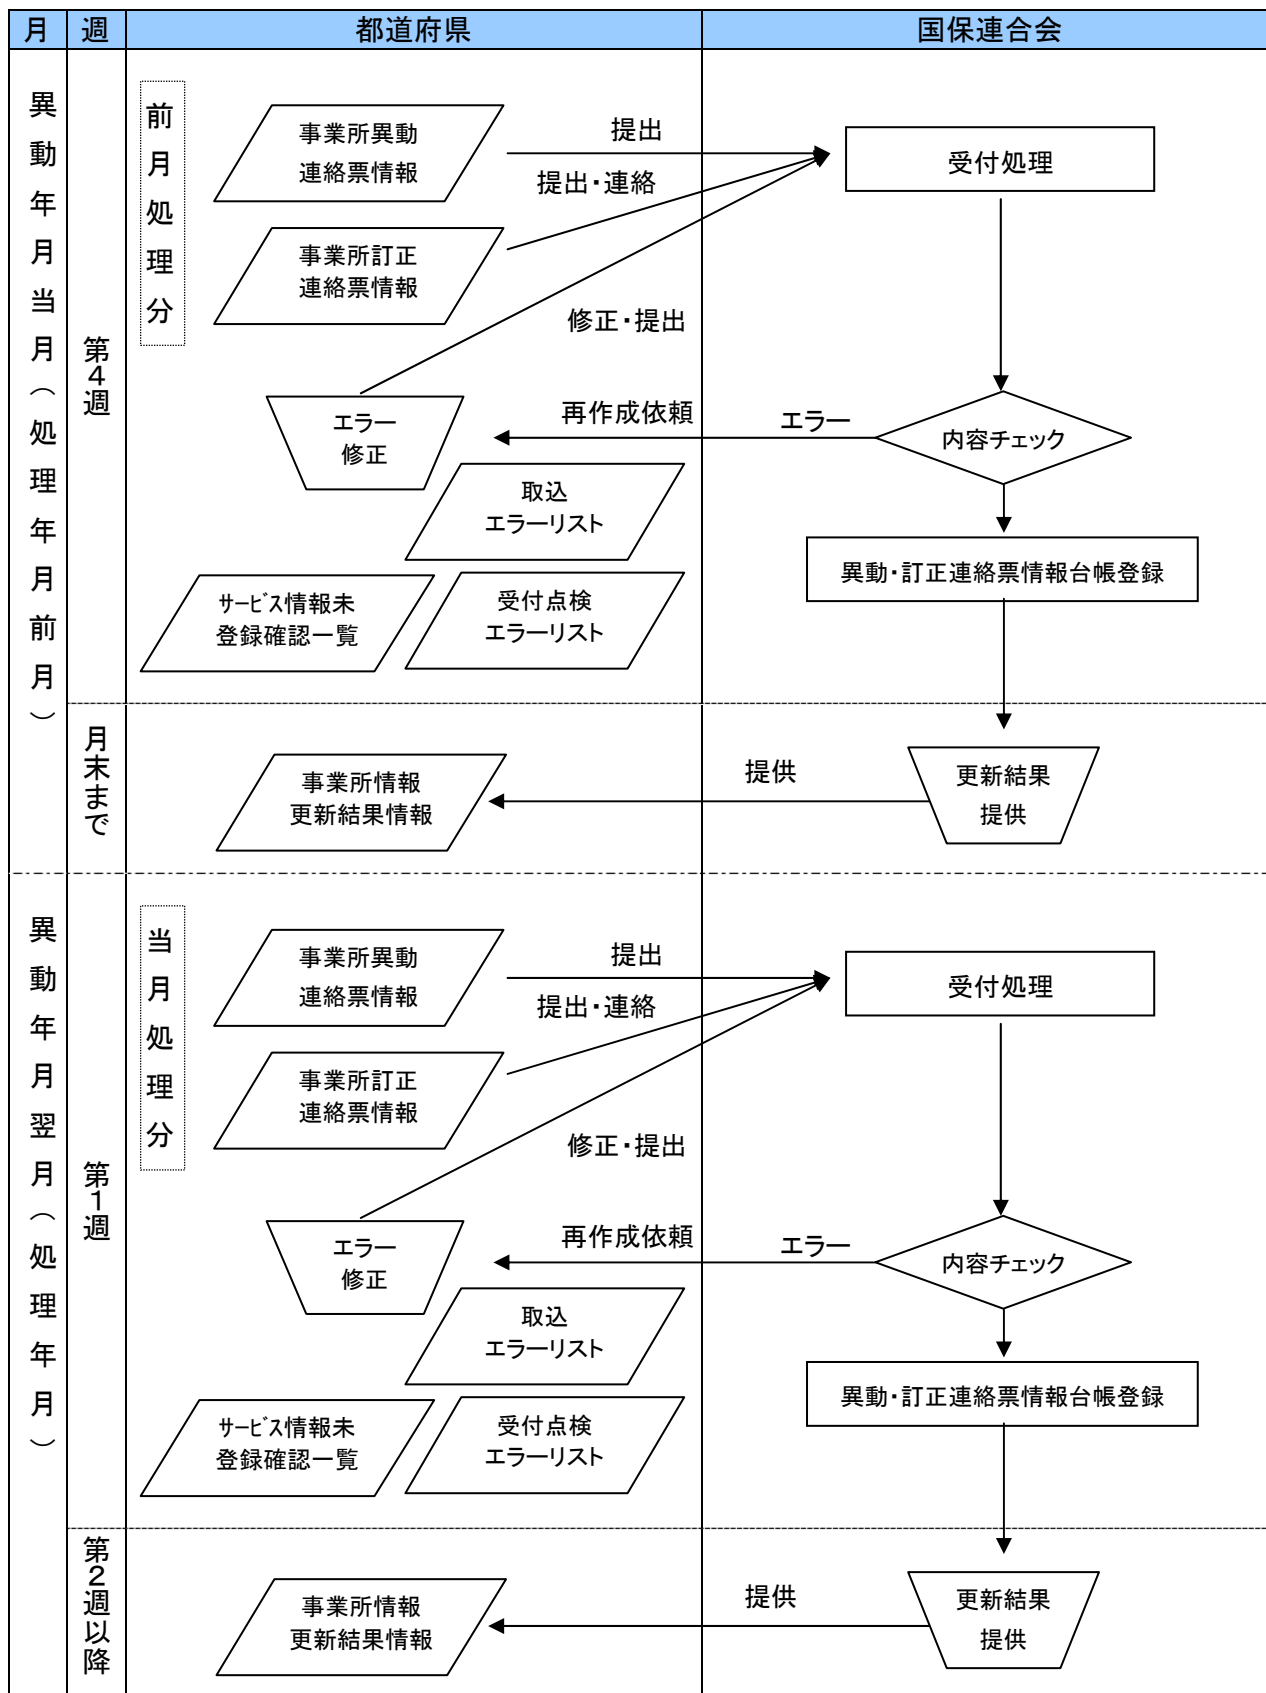 月 週 都道府県 国保連合会
異動年月当月（処理年月前月）
第4週
前月処理分
事業所異動
連絡票情報
提出
受付処理
提出・連絡
事業所訂正
連絡票情報
修正・提出
エラー
修正
再作成依頼
エラー
内容チェック
取込
エラーリスト
異動・訂正連絡票情報台帳登録
サービス情報未
登録確認一覧
受付点検
エラーリスト
月末まで
事業所情報
更新結果情報
提供
更新結果
提供
異動年月翌月（処理年月）
第1週
当月処理分
事業所異動
連絡票情報
提出
受付処理
提出・連絡
事業所訂正
連絡票情報
修正・提出
エラー
修正
再作成依頼
エラー
内容チェック
取込
エラーリスト
異動・訂正連絡票情報台帳登録
サービス情報未
登録確認一覧
受付点検
エラーリスト
第2週以降
事業所情報
更新結果情報
提供
更新結果
提供